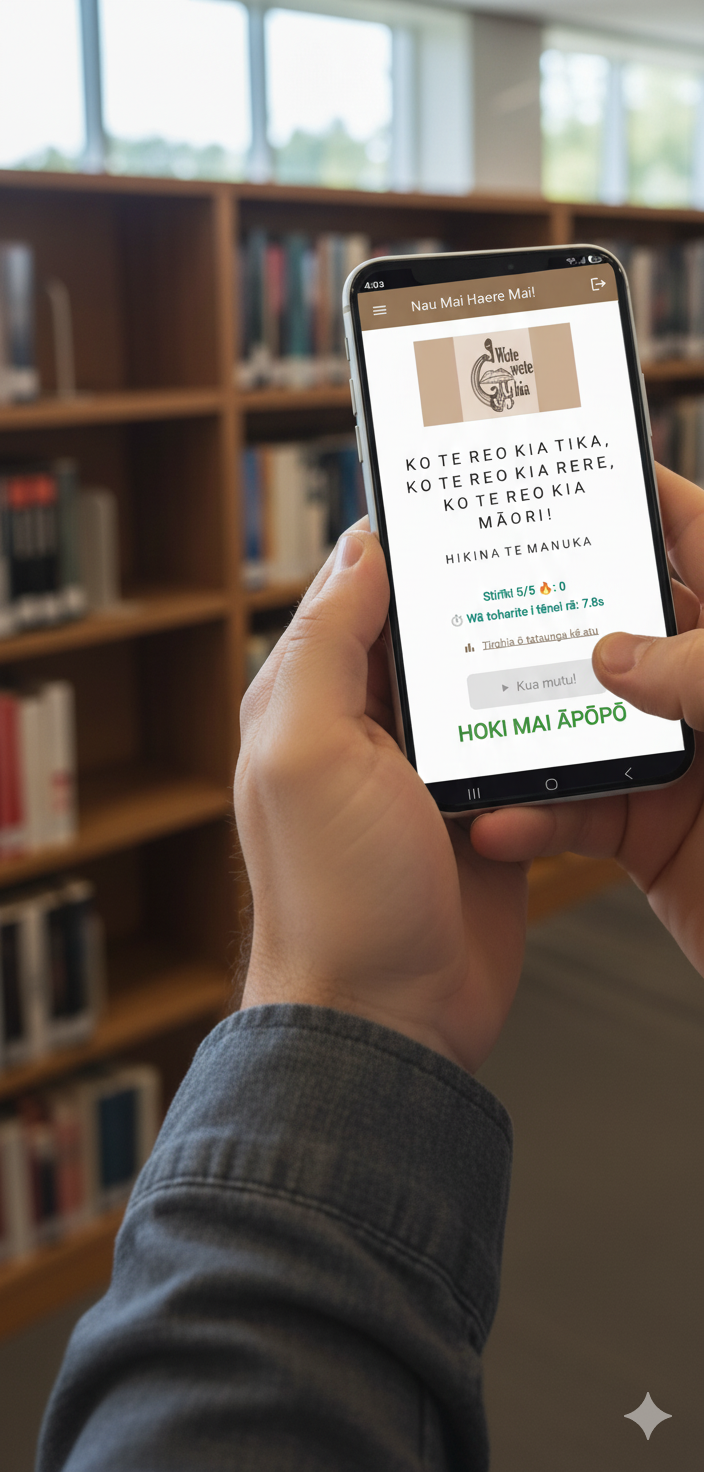 4:03
Nau Mai Haere Mai!
Wete
wete
hia
KO TE REO KIA TIKA,
KO TE REO KIA RERE,
KO TE REO KIA
MĀORI!
HIKINA TE MANUKA
Stiriki 5/5 🔥: 0
⏱ Wā toharite i tēnei rā: 7.8s
Tirohia ō tataunga kē atu
▶ Kua mutu!
HOKI MAI ĀPŌPŌ